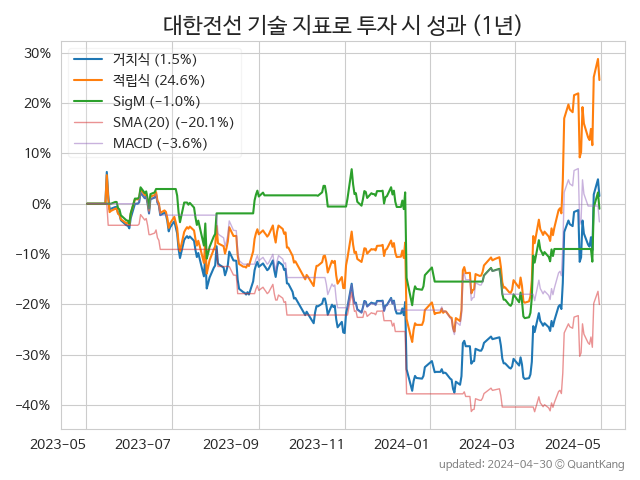 대한전선 기술 지표로 투자 시 성과 (1년)
거치식 (1.5%)
적립식 (24.6%)
SigM (−1.0%)
SMA(20) (−20.1%)
MACD (−3.6%)
30%
20%
10%
0%
−10%
−20%
−30%
−40%
2023-05 2023-07 2023-09 2023-11 2024-01 2024-03 2024-05
updated: 2024-04-30 © QuantKang